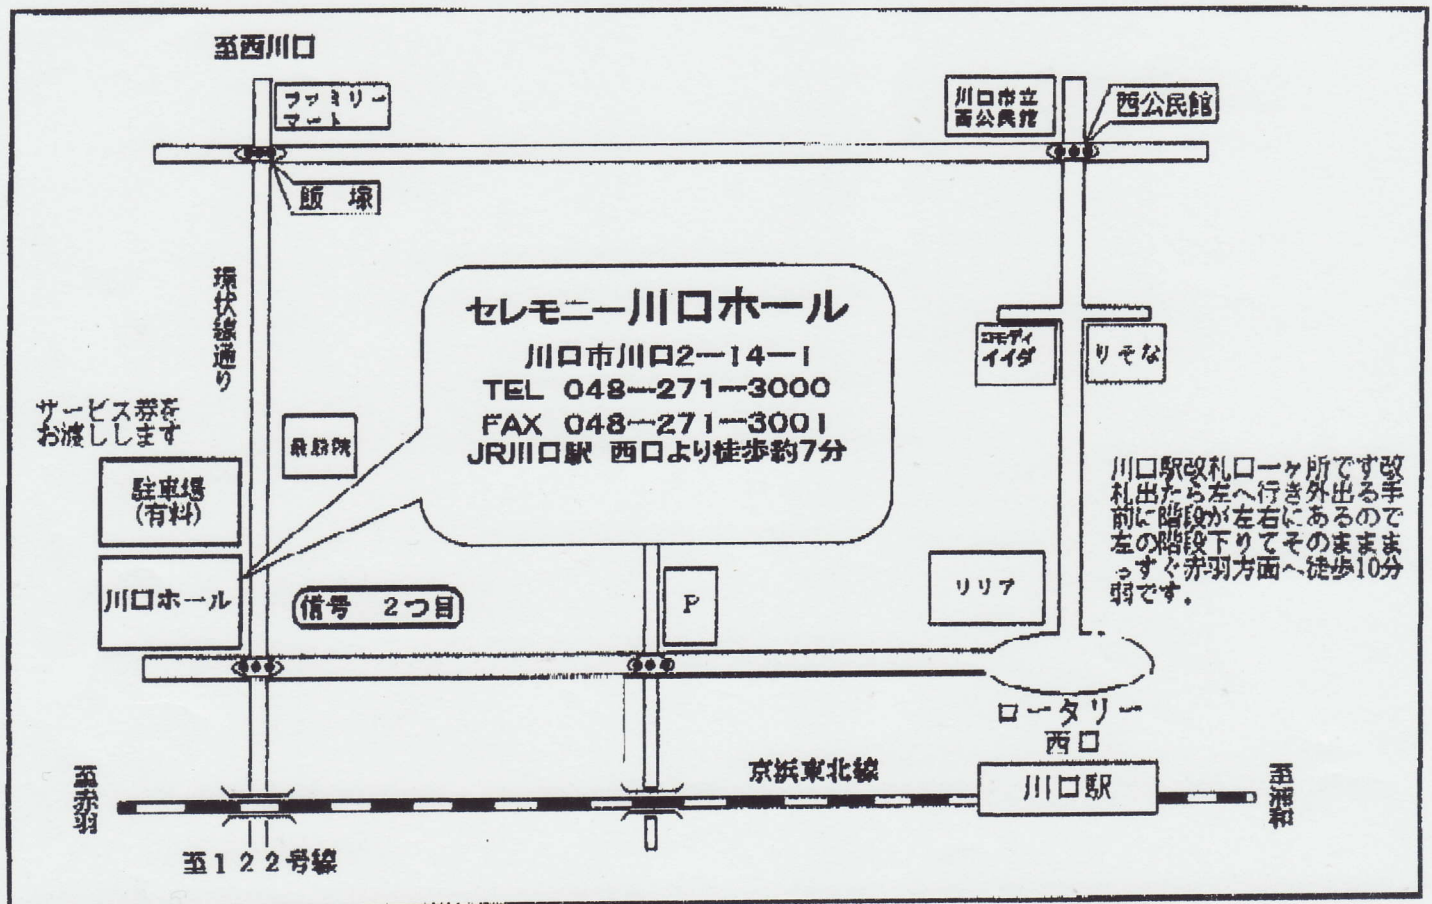 至西川口
ファミリー
マート
川口市立
西公民館
西公民館
飯塚
環状線通り
セレモニー川口ホール
川口市川口2―14―1
TEL 048―271―3000
FAX 048―271―3001
JR川口駅 西口より徒歩約7分
コモディ
イイダ
りそな
サービス券を
お渡しします
駐車場
(有料)
川口ホール
信号 2つ目
P
リリア
川口駅改札口一ヶ所です改
札出たら左へ行き外出る手
前に階段が左右にあるので
左の階段下りてそのままま
っすぐ赤羽方面へ徒歩10分
弱です.
ロータリー
西口
京浜東北線
川口駅
至赤羽
至浦和
至122号線